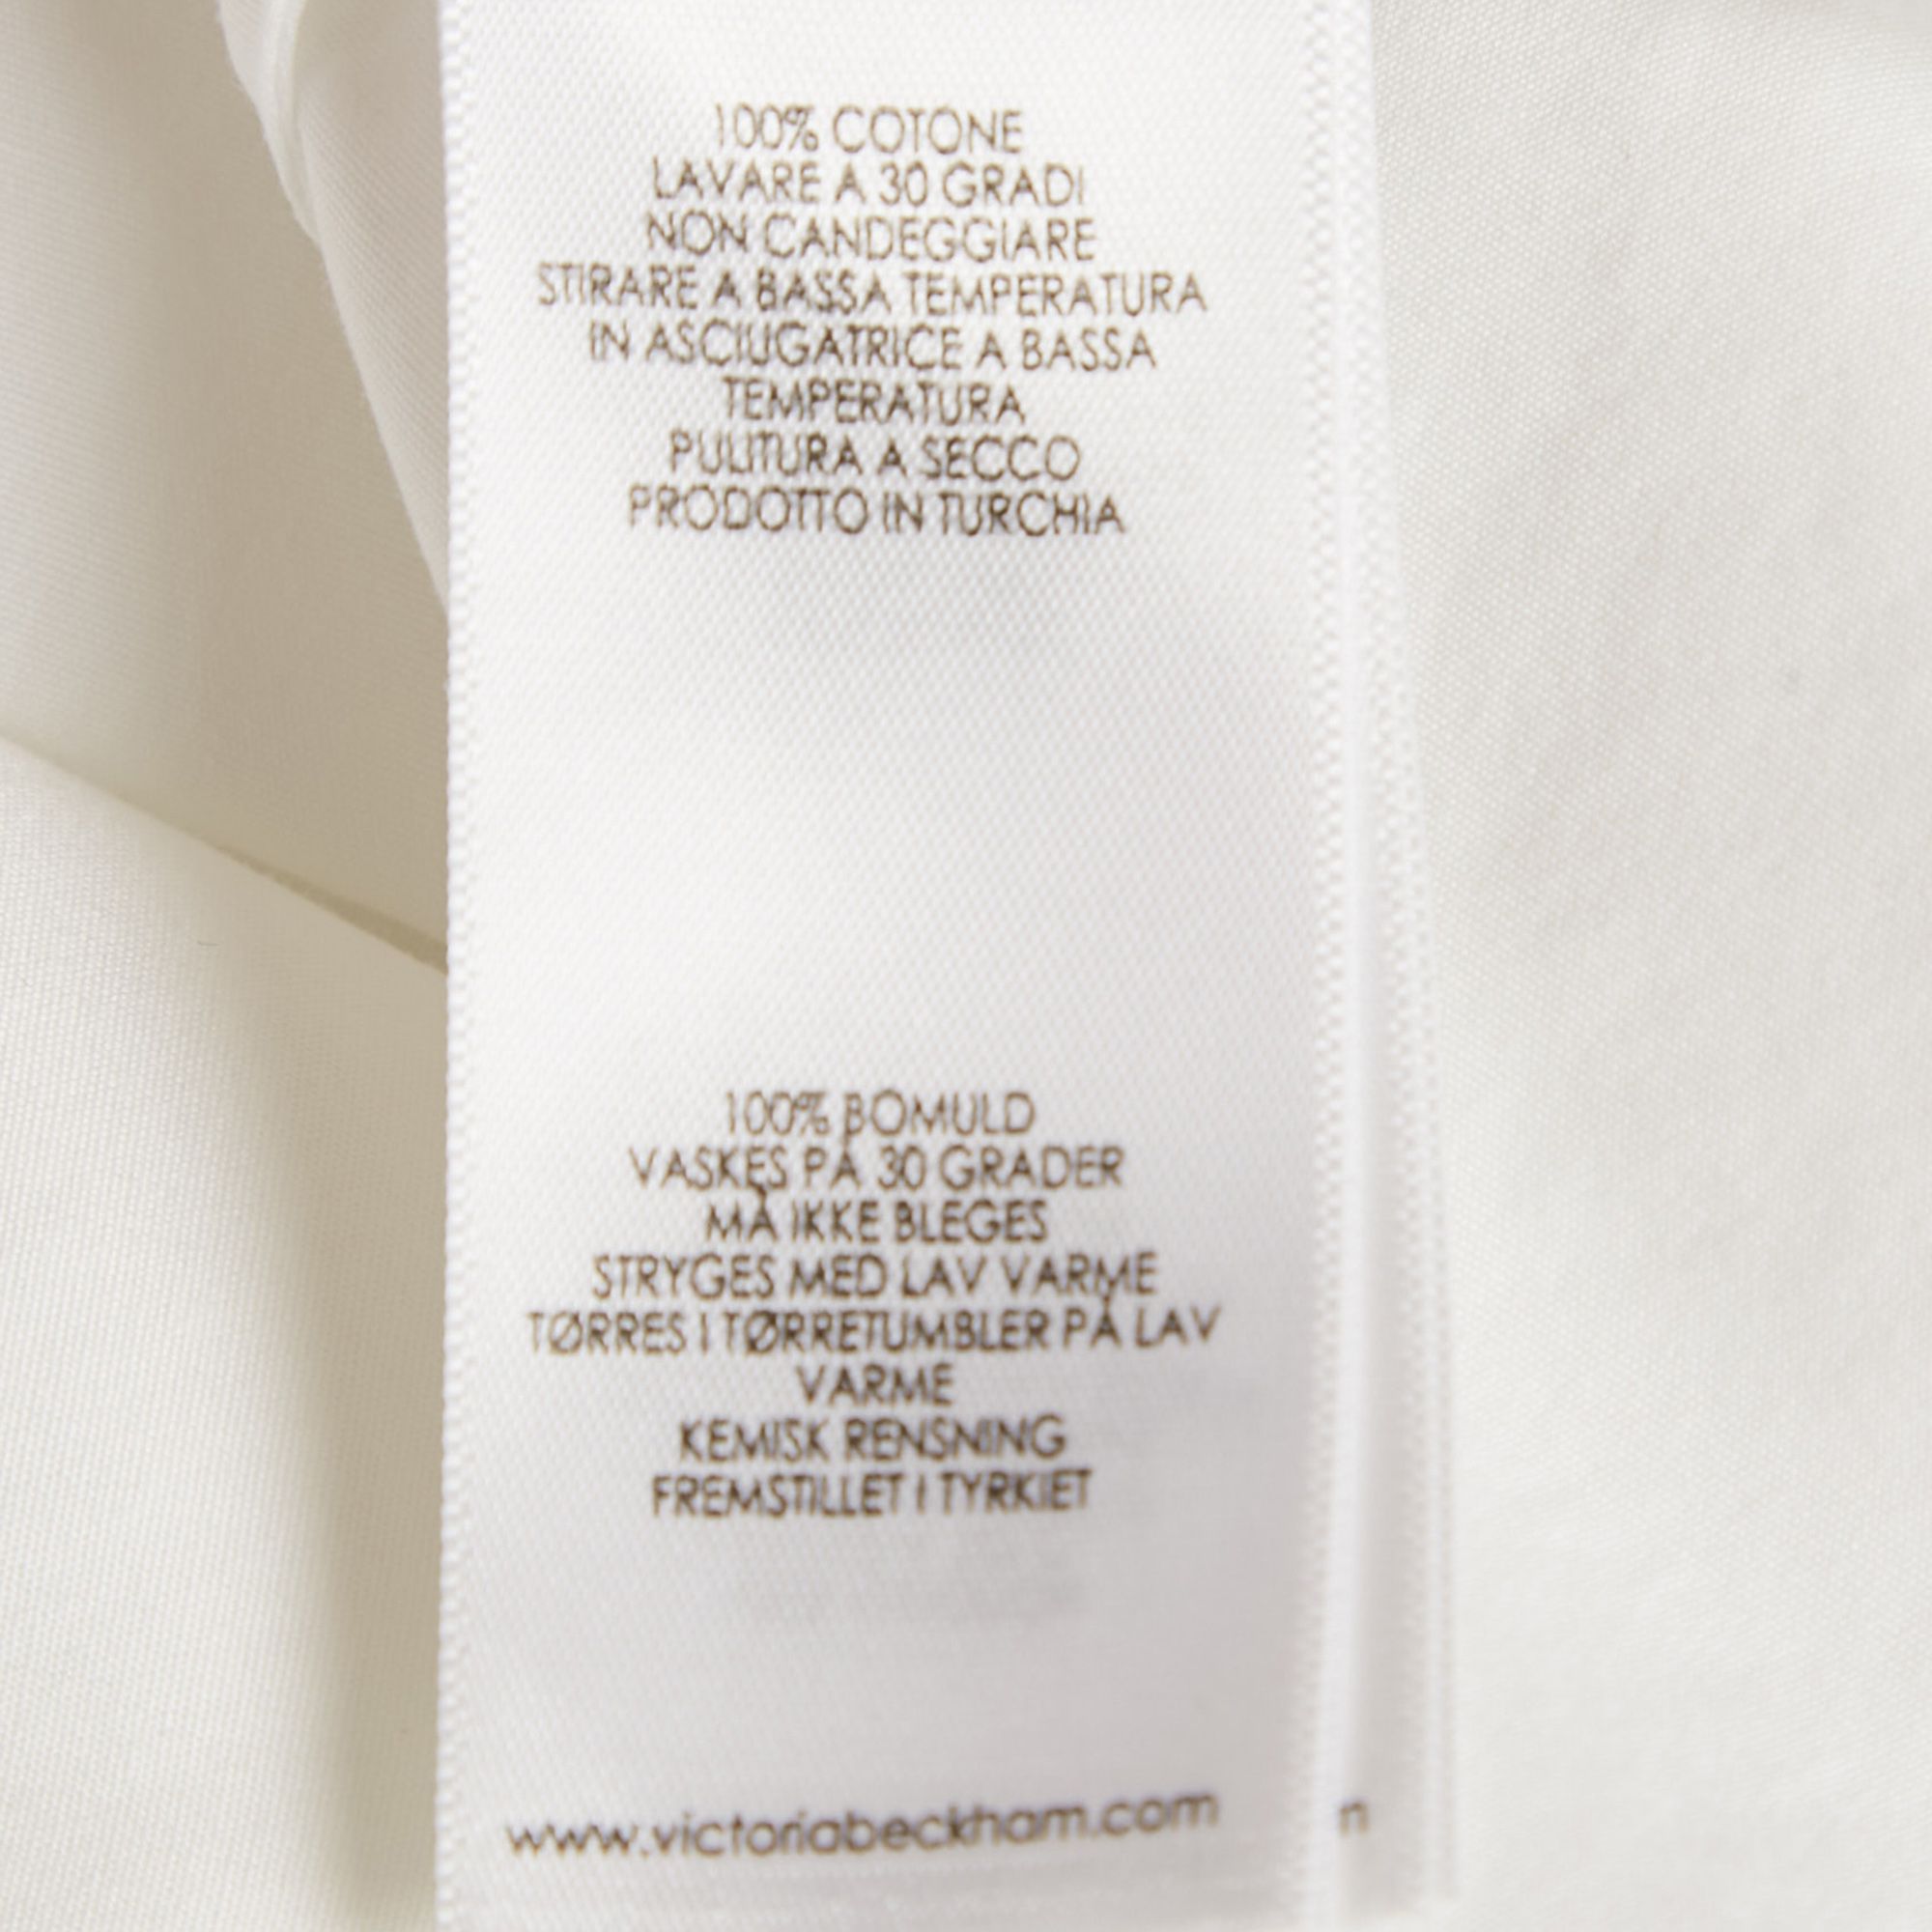 100% COTONE
LAVARE A 30 GRADI
NON CANDEGGIARE
STIRARE A BASSA TEMPERATURA
IN ASCIUGATRICE A BASSA
TEMPERATURA
PULITURA A SECCO
PRODOTTO IN TURCHIA
100% BOMULD
VASKES PÅ 30 GRADER
MÅ IKKE BLEGES
STRYGES MED LAV VARME
TØRRES I TØRRETUMBLER PÅ LAV
VARME
KEMISK RENSNING
FREMSTILLET I TYRKIET
www.victoriabeckham.com
n